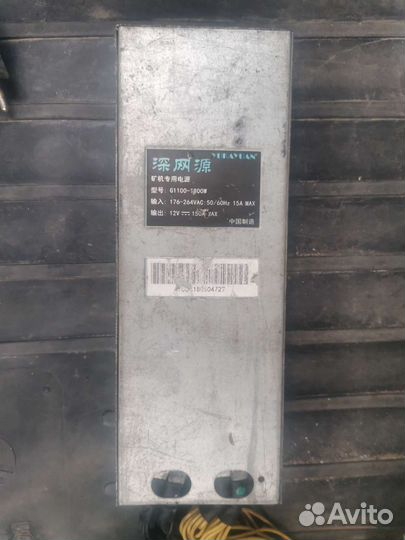 深网源
矿机专用电源
型号: G1100-1800W
输入: 176-264VAC 50/60Hz 15A MAX
输出: 12V ⎓ 150A MAX
中国制造
Avito